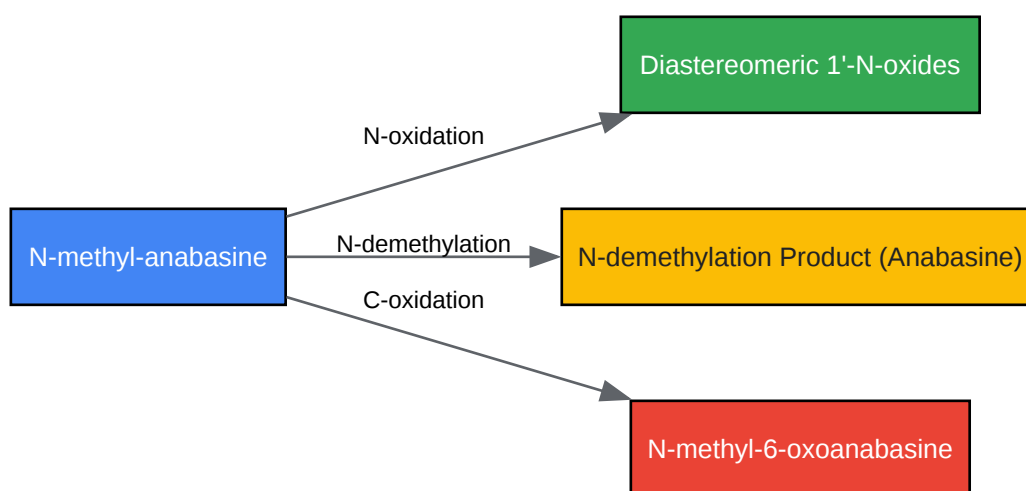 Diastereomeric 1'-N-oxides
N-oxidation
N-methyl-anabasine
N-demethylation
N-demethylation Product (Anabasine)
C-oxidation
N-methyl-6-oxoanabasine